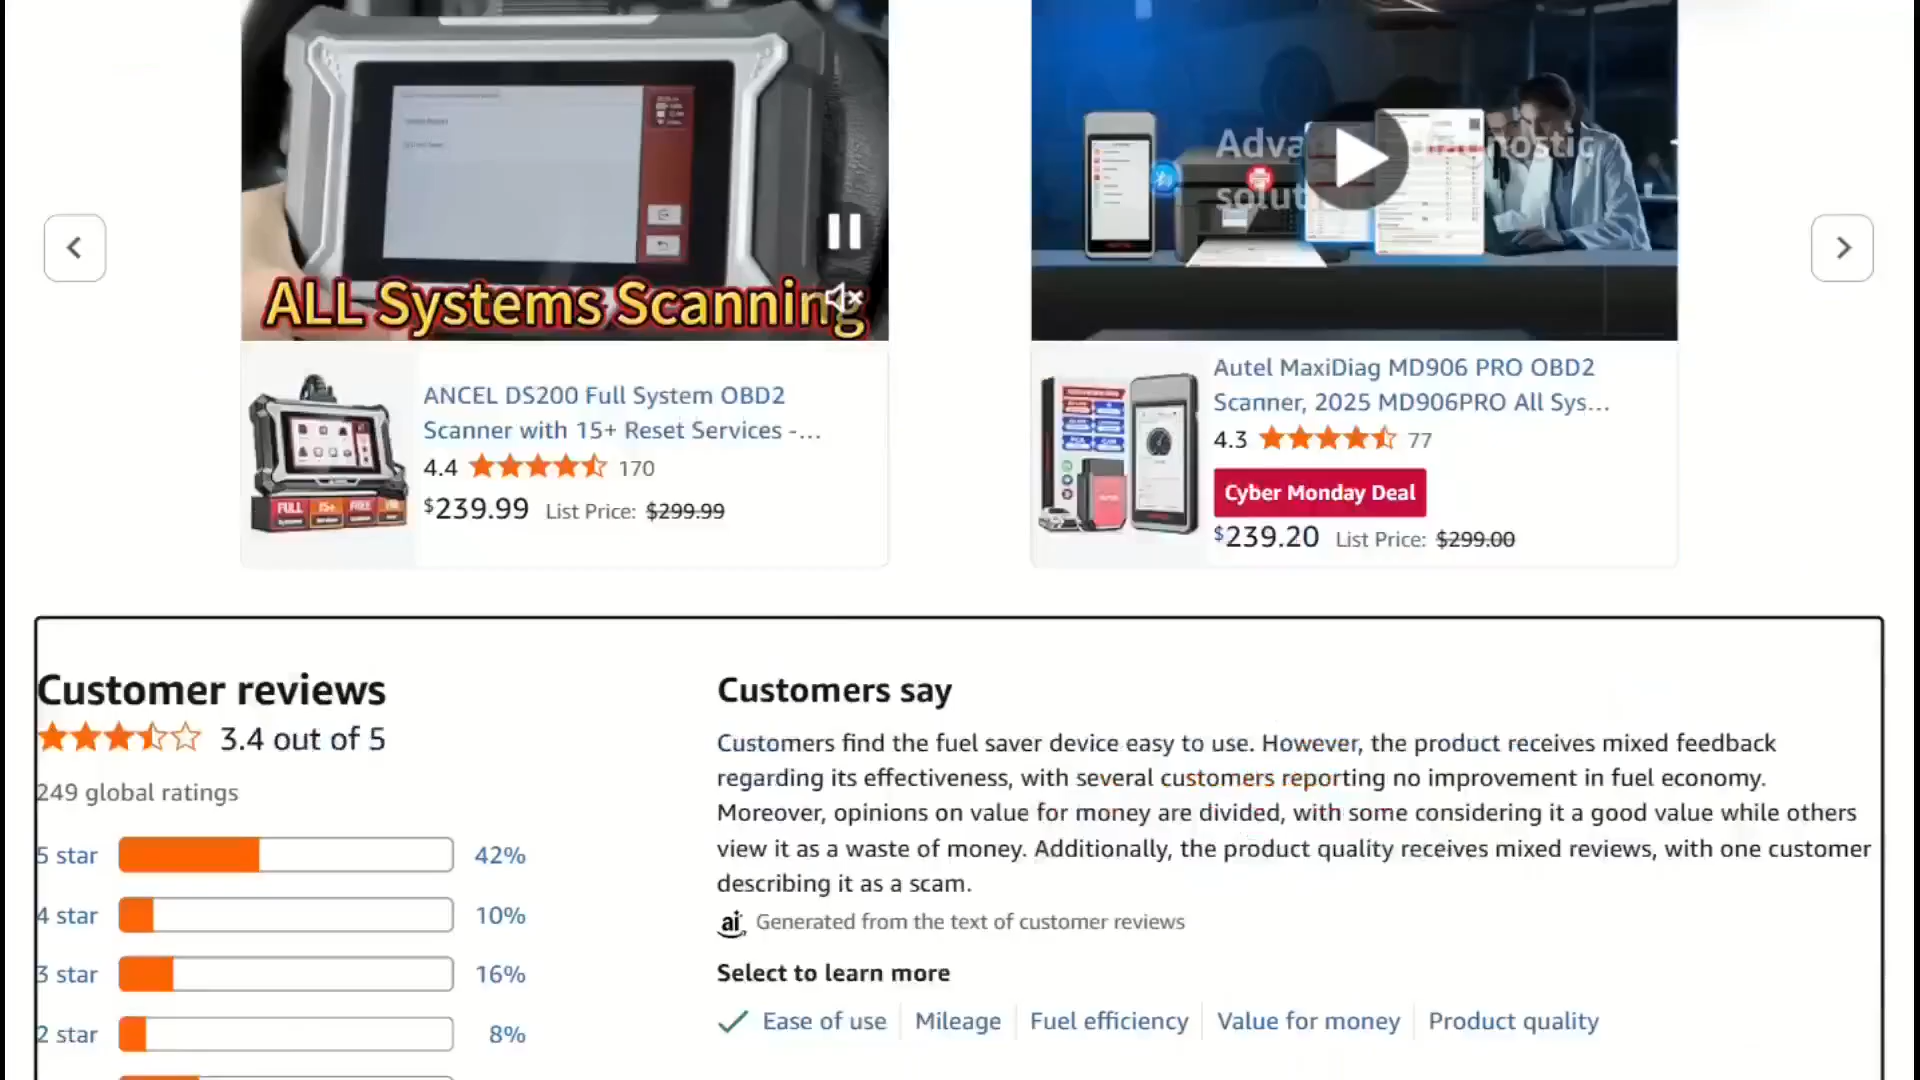 ALL Systems Scanning
solut
ANCEL DS200 Full System OBD2
Scanner with 15+ Reset Services -...
4.4 170
$239.99 List Price: $299.99
FULL 15+ FREE
Autel MaxiDiag MD906 PRO OBD2
Scanner, 2025 MD906PRO All Sys...
4.3 77
Cyber Monday Deal
$239.20 List Price: $299.00
Customer reviews
3.4 out of 5
249 global ratings
5 star 42%
4 star 10%
3 star 16%
2 star 8%
Customers say
Customers find the fuel saver device easy to use. However, the product receives mixed feedback
regarding its effectiveness, with several customers reporting no improvement in fuel economy.
Moreover, opinions on value for money are divided, with some considering it a good value while others
view it as a waste of money. Additionally, the product quality receives mixed reviews, with one customer
describing it as a scam.
ai Generated from the text of customer reviews
Select to learn more
Ease of use Mileage Fuel efficiency Value for money Product quality